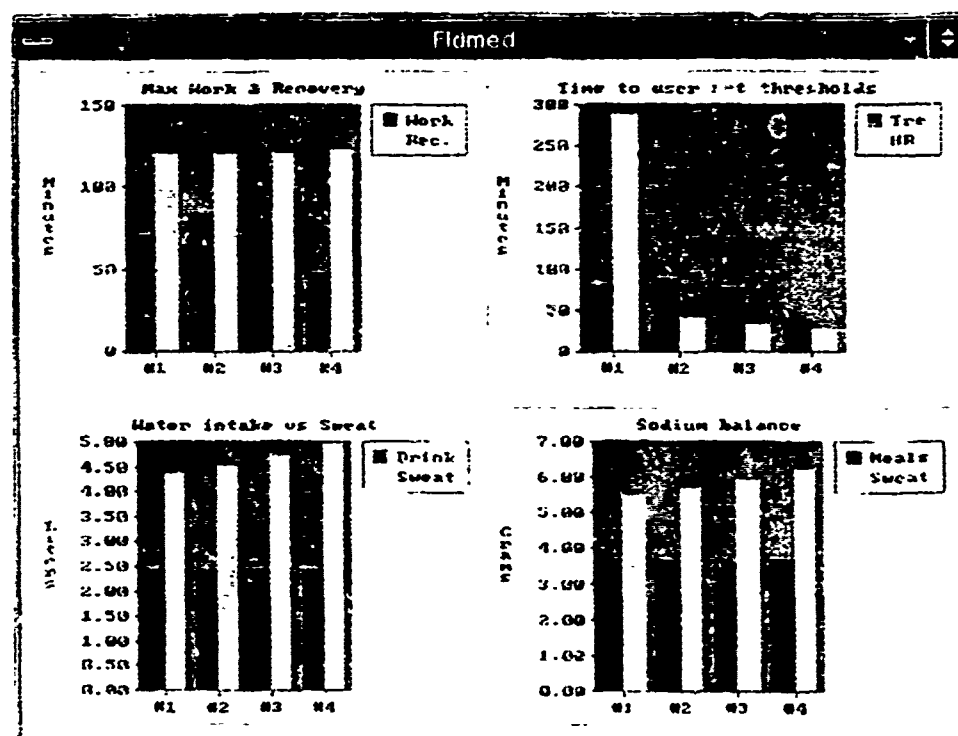 Fldmed
Max Work & Recovery
150
100
50
0
Minutes
Work
Rec.
#1 #2 #3 #4
Time to user thresholds
300
250
200
150
100
50
0
Minutes
Tre
HR
#1 #2 #3 #4
Water intake vs Sweat
5.00
4.50
4.00
3.50
3.00
2.50
2.00
1.50
1.00
0.50
0.00
Drink
Sweat
#1 #2 #3 #4
Sodium balance
7.00
6.00
5.00
4.00
3.00
2.00
1.00
0.00
Meals
Sweat
#1 #2 #3 #4